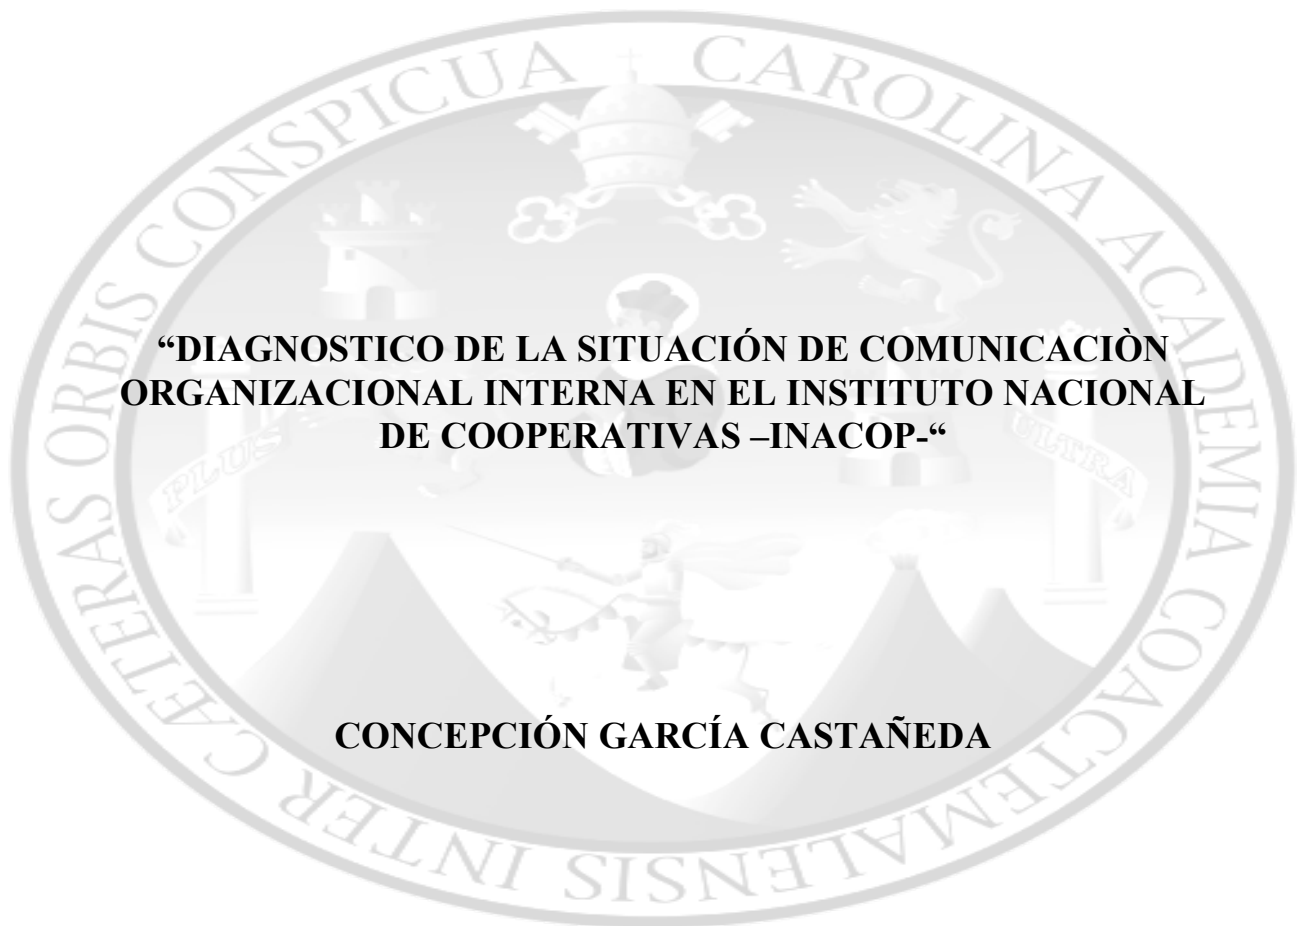 “DIAGNOSTICO DE LA SITUACIÓN DE COMUNICACIÒN
ORGANIZACIONAL INTERNA EN EL INSTITUTO NACIONAL
DE COOPERATIVAS –INACOP-“
CONCEPCIÓN GARCÍA CASTAÑEDA
CAROLINA ACADEMIA COACTEMALENSIS INTER CÆTERAS ORBIS CONSPICUA
PLUS
ULTRA